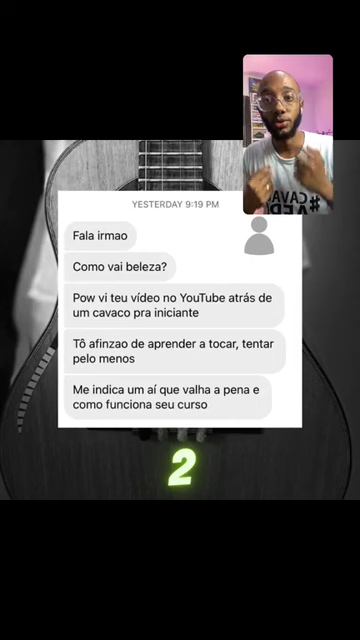 YESTERDAY 9:19 PM
Fala irmao
Como vai beleza?
Pow vi teu vídeo no YouTube atrás de
um cavaco pra iniciante
Tô afinzao de aprender a tocar, tentar
pelo menos
Me indica um aí que valha a pena e
como funciona seu curso
2